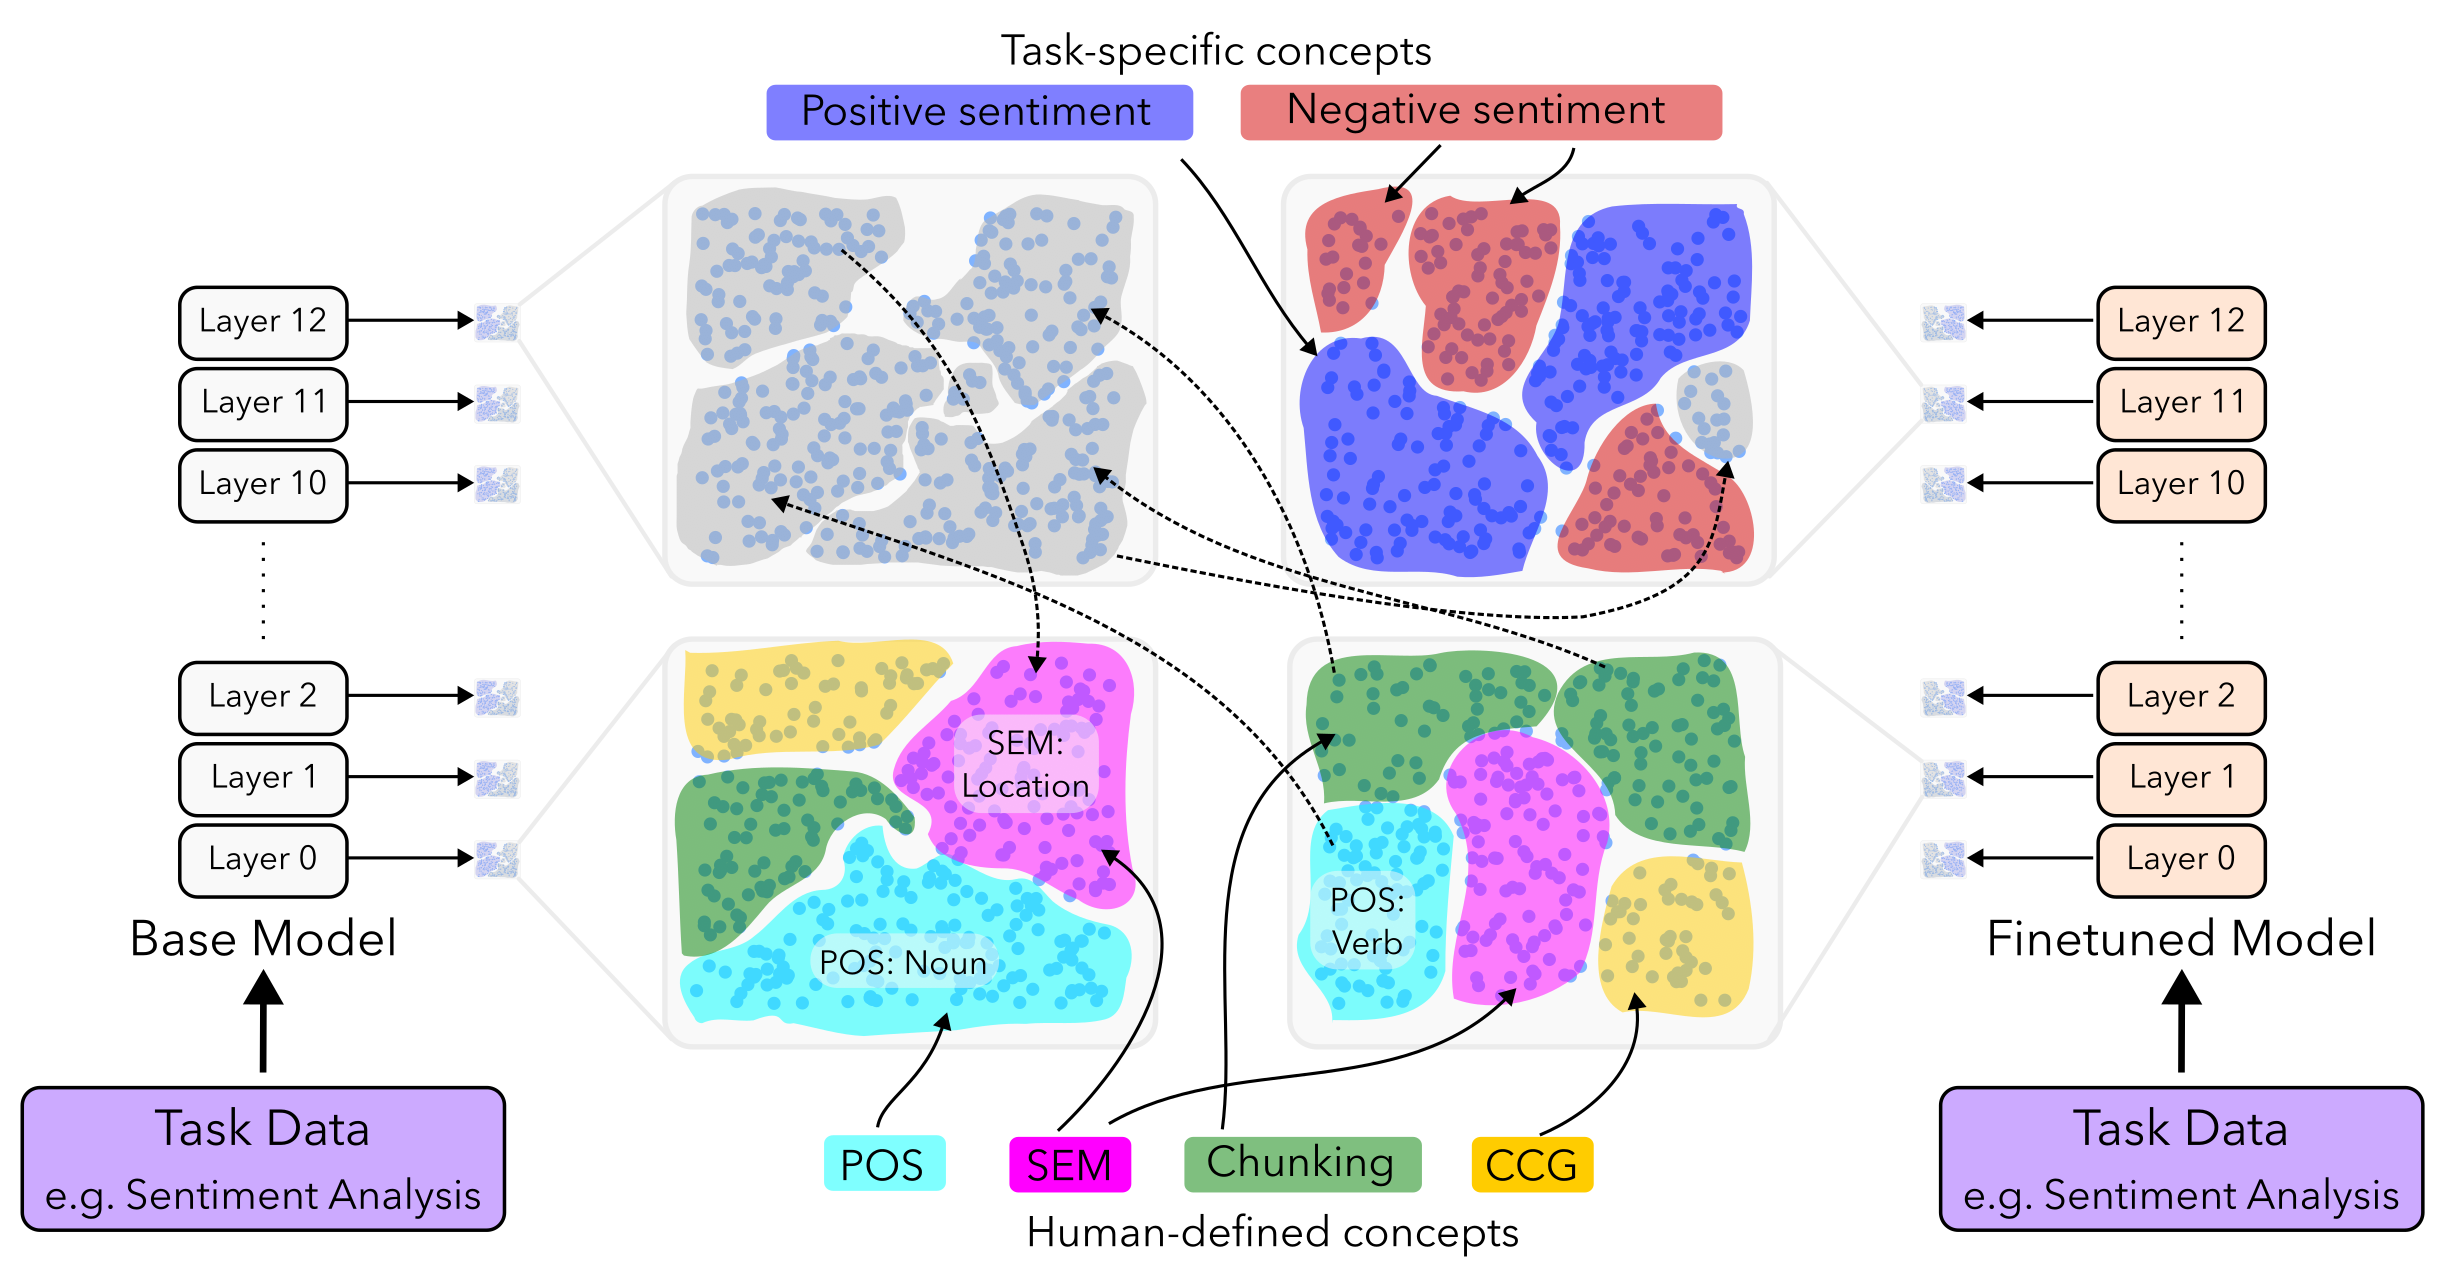 Task-specific concepts
Positive sentiment
Negative sentiment
Layer 12
Layer 11
Layer 10
Layer 2
Layer 1
Layer 0
Base Model
Task Data
e.g. Sentiment Analysis
SEM:
Location
POS: Noun
POS:
Verb
Layer 12
Layer 11
Layer 10
Layer 2
Layer 1
Layer 0
Finetuned Model
Task Data
e.g. Sentiment Analysis
POS
SEM
Chunking
CCG
Human-defined concepts